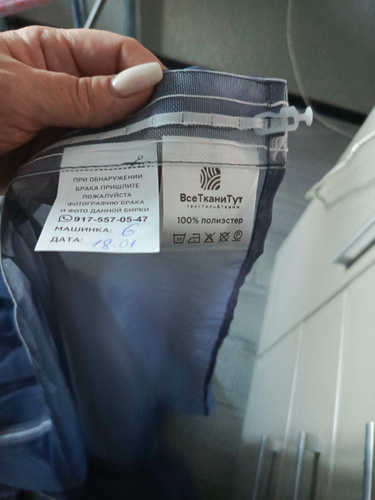 ПРИ ОБНАРУЖЕНИИ
БРАКА ПРИШЛИТЕ
ПОЖАЛУЙСТА
ФОТОГРАФИЮ БРАКА
И ФОТО ДАННОЙ БИРКИ
917-557-05-47
МАШИНКА: 6
ДАТА: 18.01
ВсеТканиТут
текстиль&герии
100% полиэстер